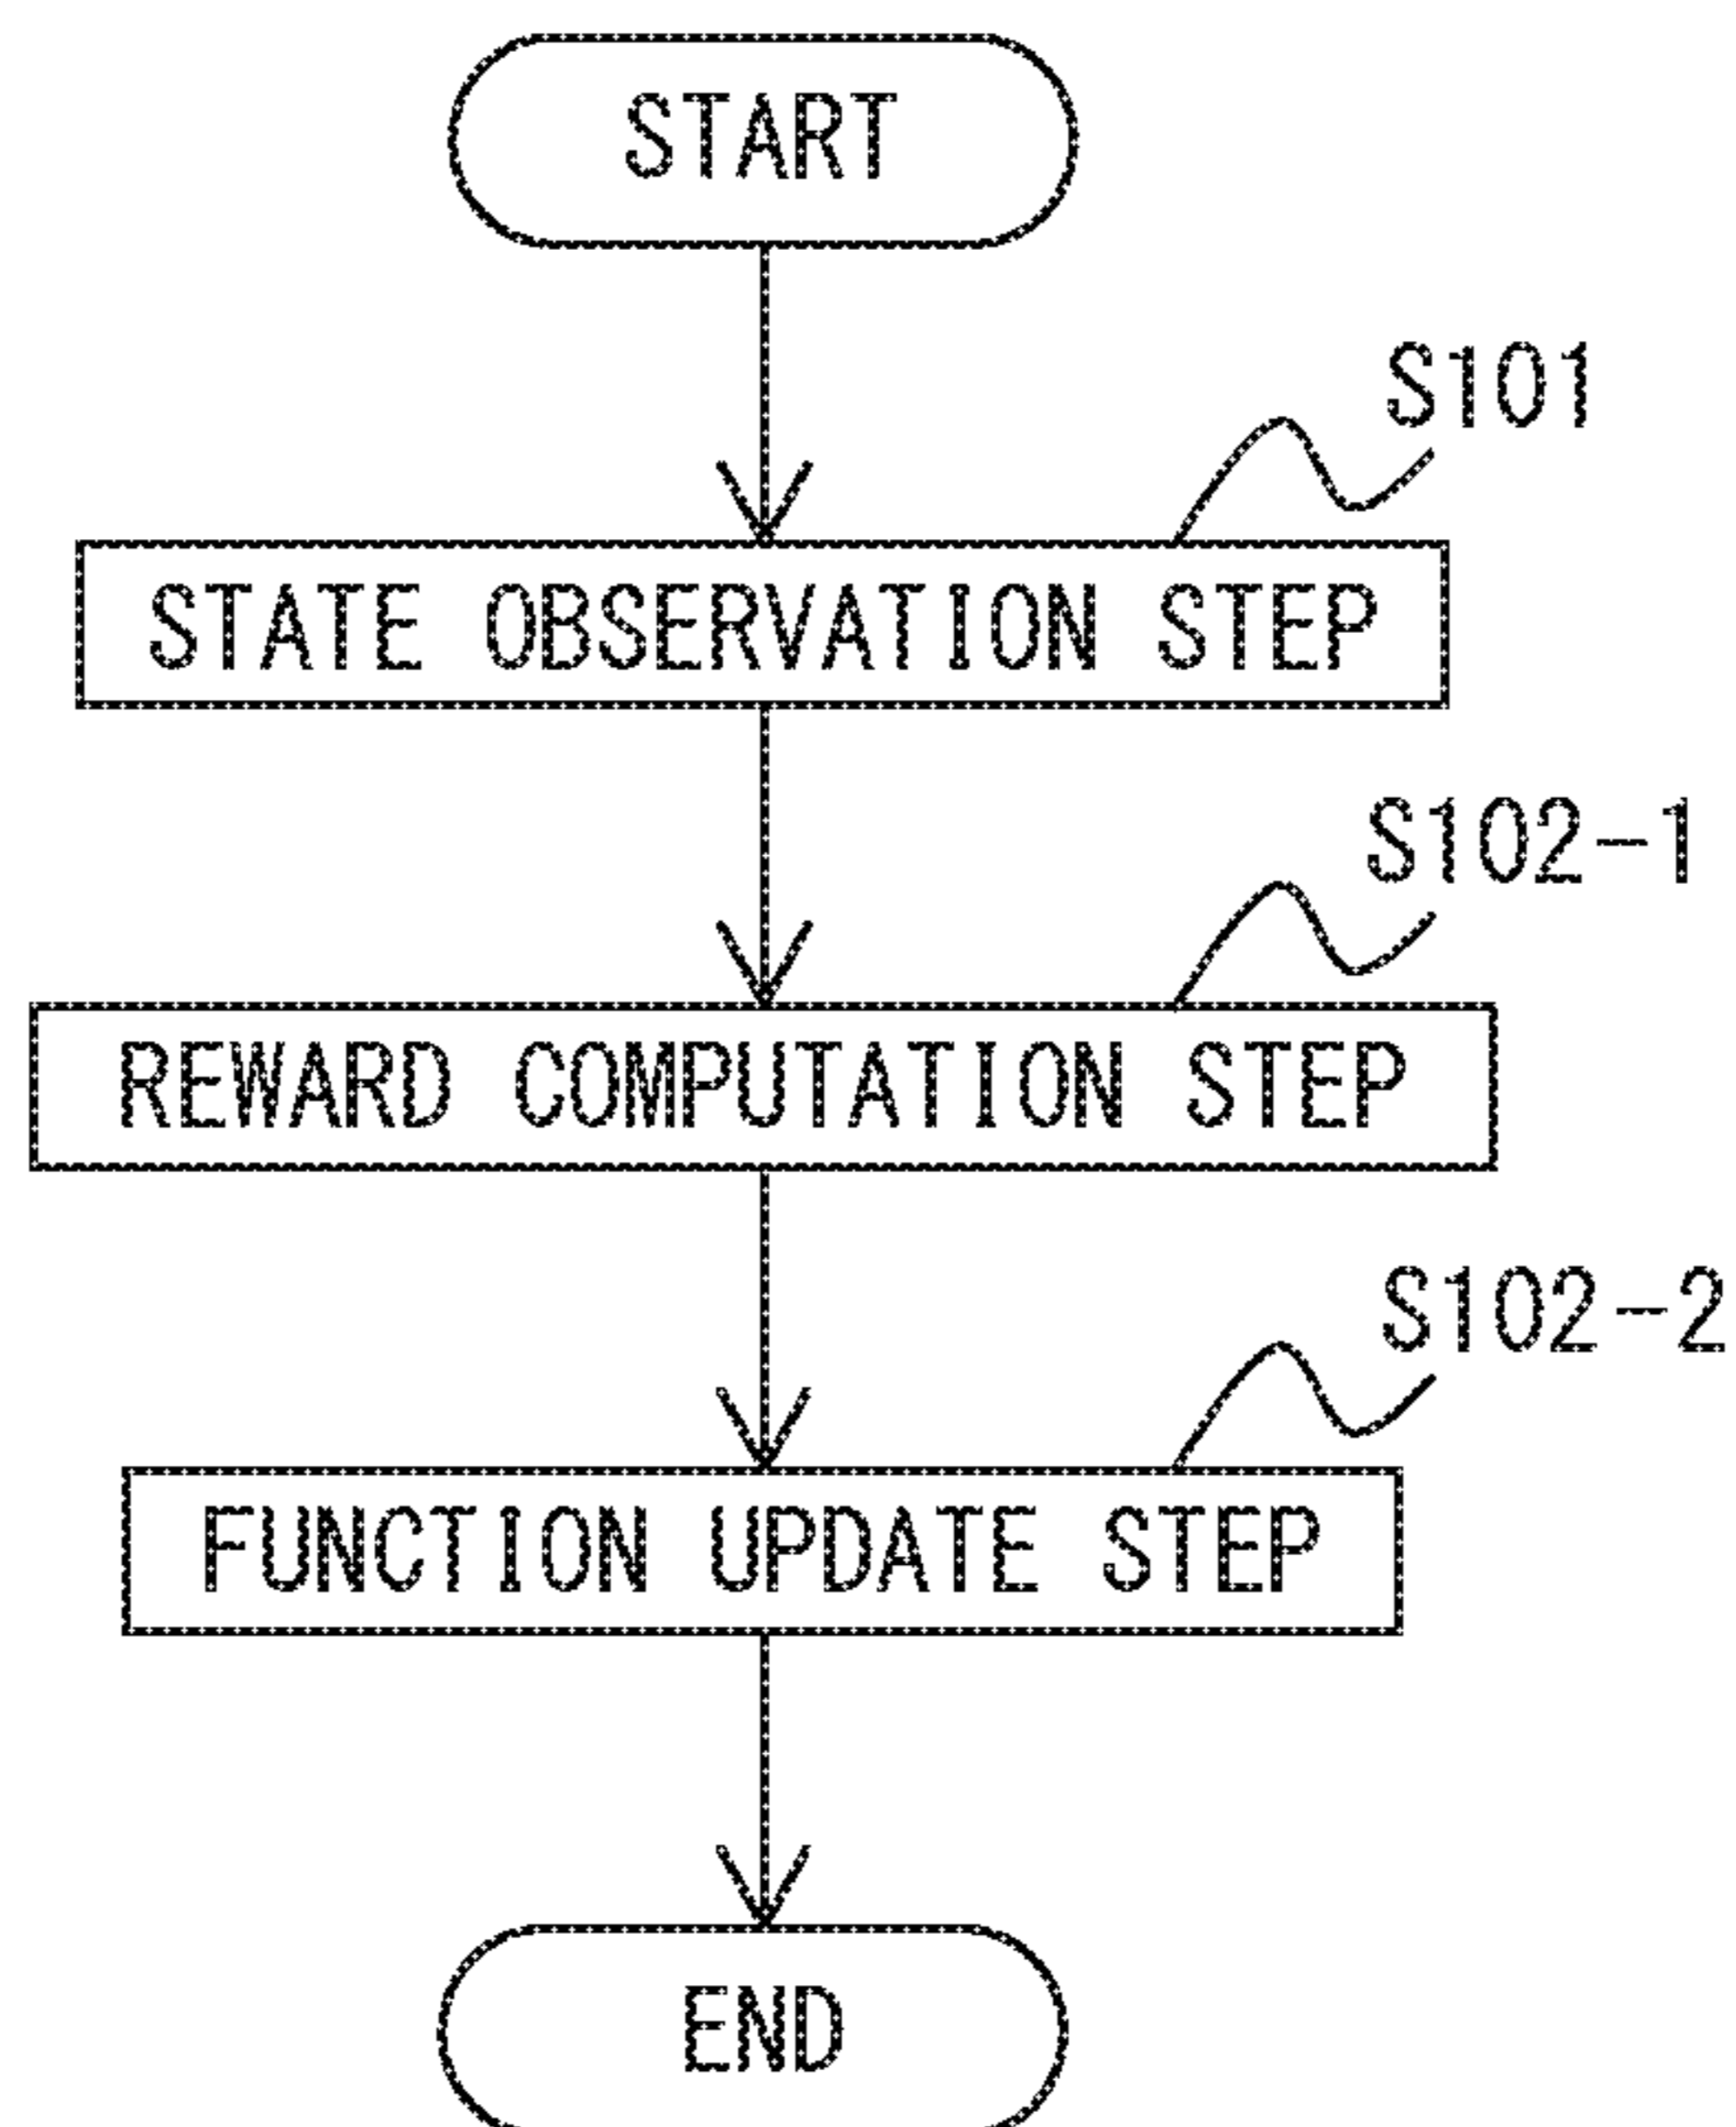 START
S101
STATE OBSERVATION STEP
S102-1
REWARD COMPUTATION STEP
S102-2
FUNCTION UPDATE STEP
END